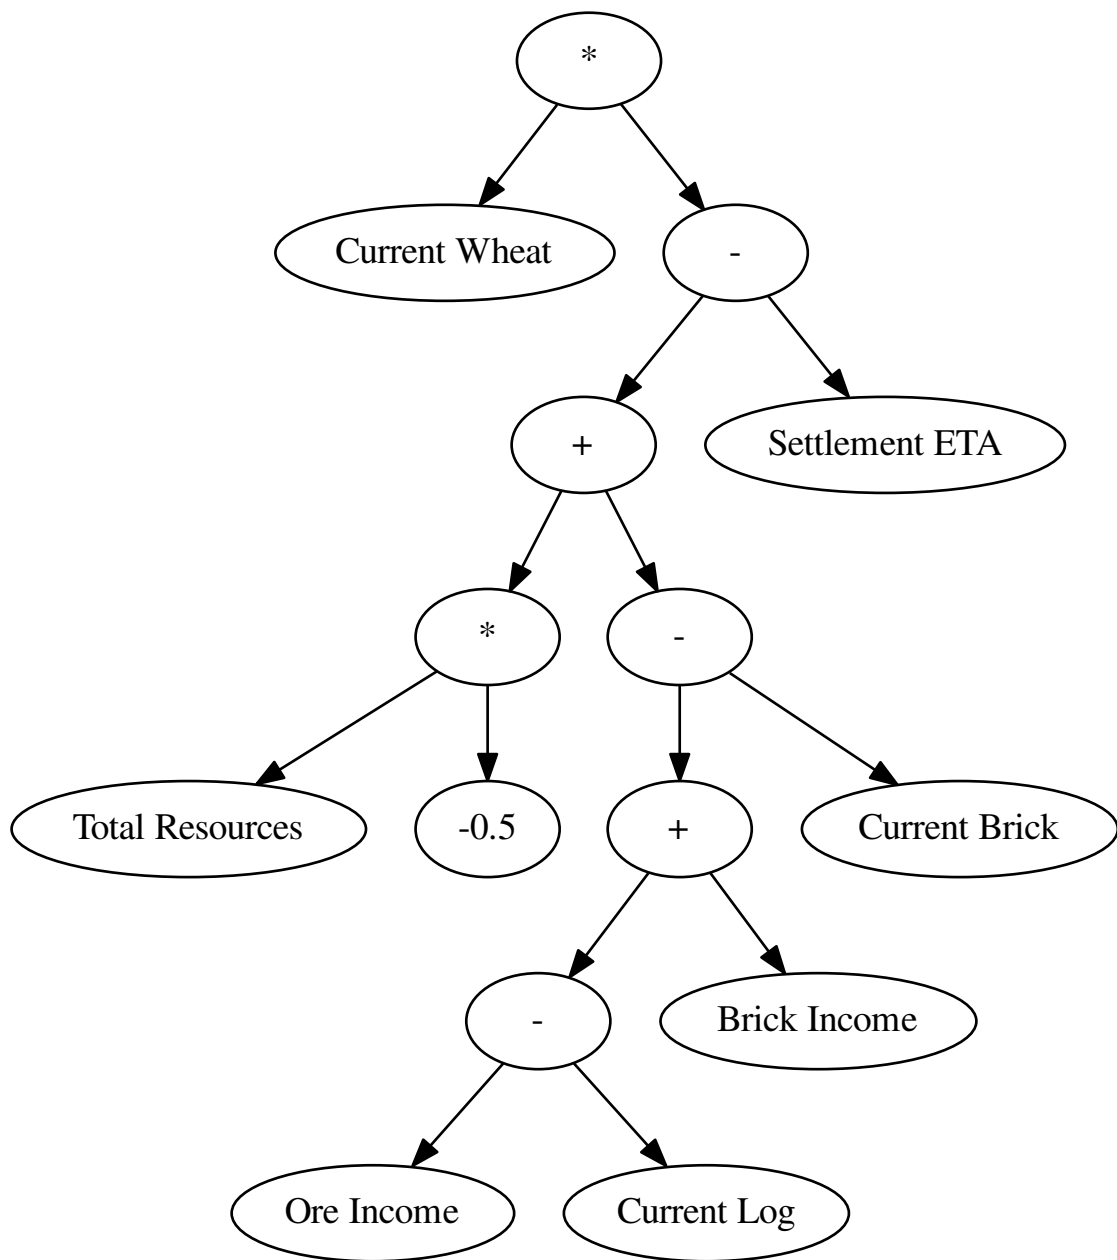 *
Current Wheat
-
+
Settlement ETA
*
-
Total Resources
-0.5
+
Current Brick
-
Brick Income
Ore Income
Current Log